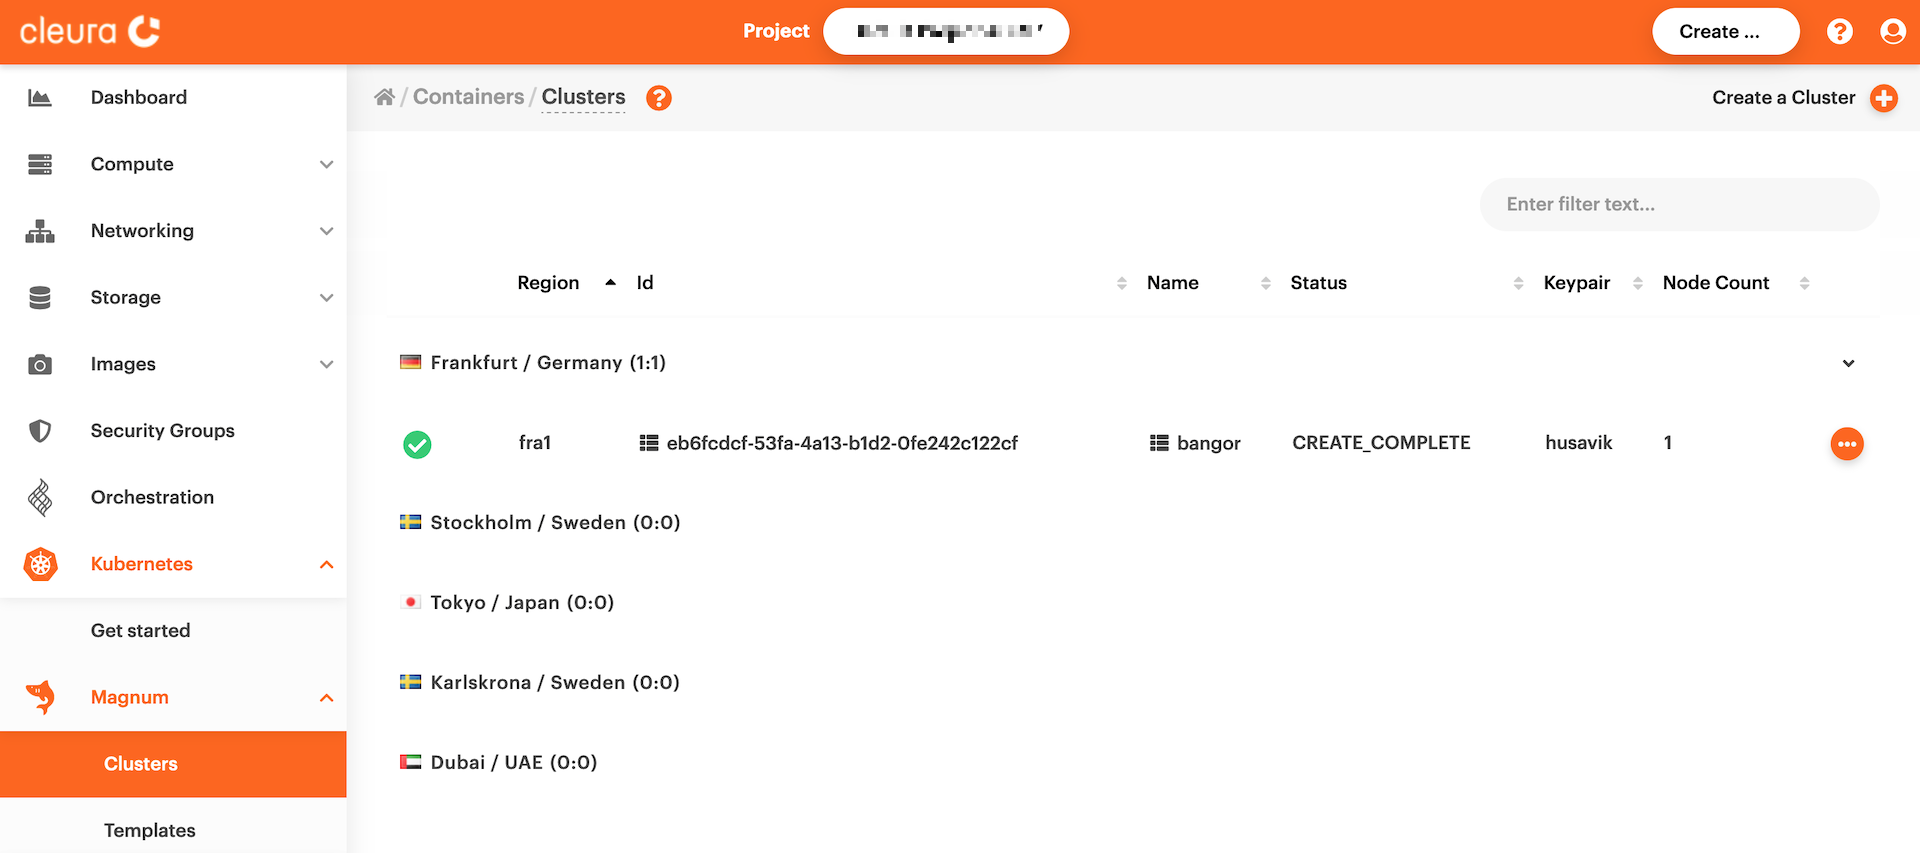 cleura
Project
Create ...
Dashboard
Compute
Networking
Storage
Images
Security Groups
Orchestration
Kubernetes
Get started
Magnum
Clusters
Templates
/ Containers / Clusters ?
Create a Cluster
Enter filter text...
Region Id Name Status Keypair Node Count
Frankfurt / Germany (1:1)
fra1 eb6fcdcf-53fa-4a13-b1d2-0fe242c122cf bangor CREATE_COMPLETE husavik 1
Stockholm / Sweden (0:0)
Tokyo / Japan (0:0)
Karlskrona / Sweden (0:0)
Dubai / UAE (0:0)